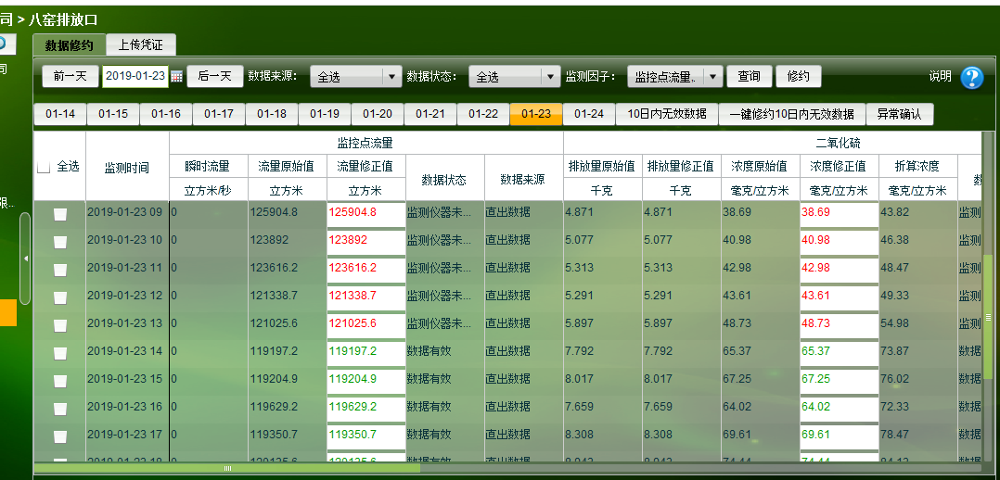 司 > 八窑排放口
数据修约 上传凭证
司
前一天 2019-01-23 后一天 数据来源： 全选 数据状态： 全选 监测因子： 监控点流量. 查询 修约 说明 ?
01-14 01-15 01-16 01-17 01-18 01-19 01-20 01-21 01-22 01-23 01-24 10日内无效数据 一键修约10日内无效数据 异常确认
监控点流量 二氧化硫
全选 监测时间 瞬时流量 流量原始值 流量修正值 数据状态 数据来源 排放量原始值 排放量修正值 浓度原始值 浓度修正值 折算浓度 数
立方米/秒 立方米 立方米 千克 千克 毫克/立方米 毫克/立方米 毫克/立方米
限...
2019-01-23 09 0 125904.8 125904.8 监测仪器未... 直出数据 4.871 4.871 38.69 38.69 43.82 监测
2019-01-23 10 0 123892 123892 监测仪器未... 直出数据 5.077 5.077 40.98 40.98 46.38 监测
2019-01-23 11 0 123616.2 123616.2 监测仪器未... 直出数据 5.313 5.313 42.98 42.98 48.47 监测
2019-01-23 12 0 121338.7 121338.7 监测仪器未... 直出数据 5.291 5.291 43.61 43.61 49.33 监测
2019-01-23 13 0 121025.6 121025.6 监测仪器未... 直出数据 5.897 5.897 48.73 48.73 54.98 监测
2019-01-23 14 0 119197.2 119197.2 数据有效 直出数据 7.792 7.792 65.37 65.37 73.87 数据
2019-01-23 15 0 119204.9 119204.9 数据有效 直出数据 8.017 8.017 67.25 67.25 76.02 数据
2019-01-23 16 0 119629.2 119629.2 数据有效 直出数据 7.659 7.659 64.02 64.02 72.33 数据
2019-01-23 17 0 119350.7 119350.7 数据有效 直出数据 8.308 8.308 69.61 69.61 78.47 数据